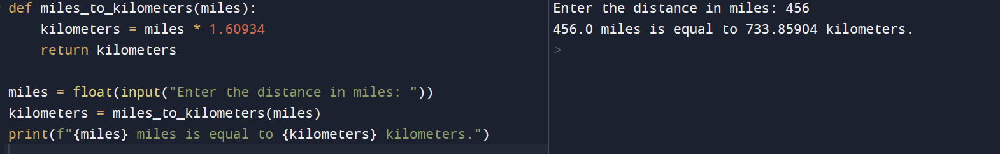 def miles_to_kilometers(miles):
    kilometers = miles * 1.60934
    return kilometers
miles = float(input("Enter the distance in miles: "))
kilometers = miles_to_kilometers(miles)
print(f"{miles} miles is equal to {kilometers} kilometers.")
Enter the distance in miles: 456
456.0 miles is equal to 733.85904 kilometers.
>